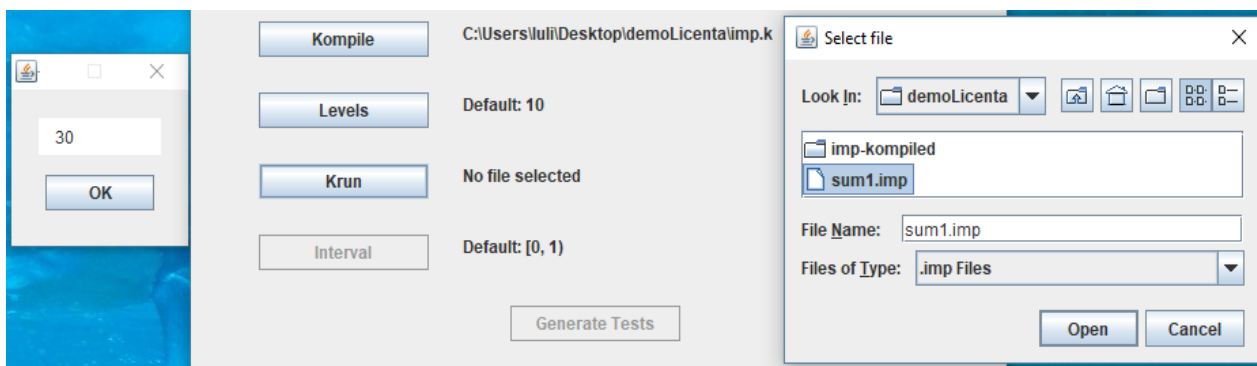 30
OK
Kompile
C:\Users\luli\Desktop\demoLicenta\imp.k
Levels
Default: 10
Krun
No file selected
Interval
Default: [0, 1)
Generate Tests
Select file
Look In:
demoLicenta
imp-kompiled
sum1.imp
File Name:
sum1.imp
Files of Type:
.imp Files
Open
Cancel